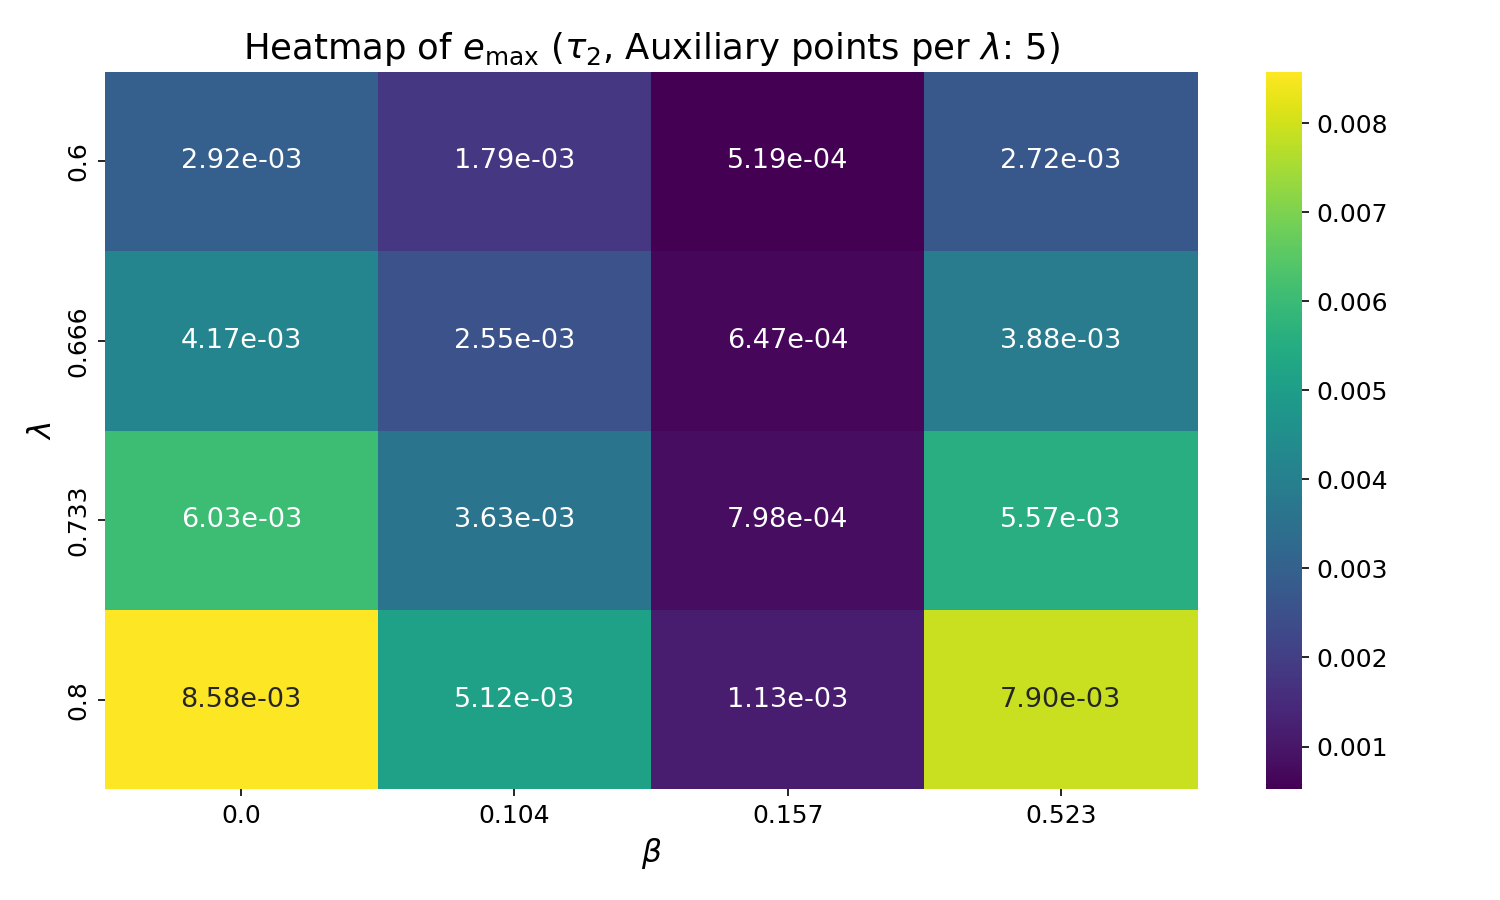 Heatmap of e_max (τ₂, Auxiliary points per λ: 5)
λ
0.6
2.92e-03 1.79e-03 5.19e-04 2.72e-03
0.666
4.17e-03 2.55e-03 6.47e-04 3.88e-03
0.733
6.03e-03 3.63e-03 7.98e-04 5.57e-03
0.8
8.58e-03 5.12e-03 1.13e-03 7.90e-03
0.0 0.104 0.157 0.523
β
0.008
0.007
0.006
0.005
0.004
0.003
0.002
0.001